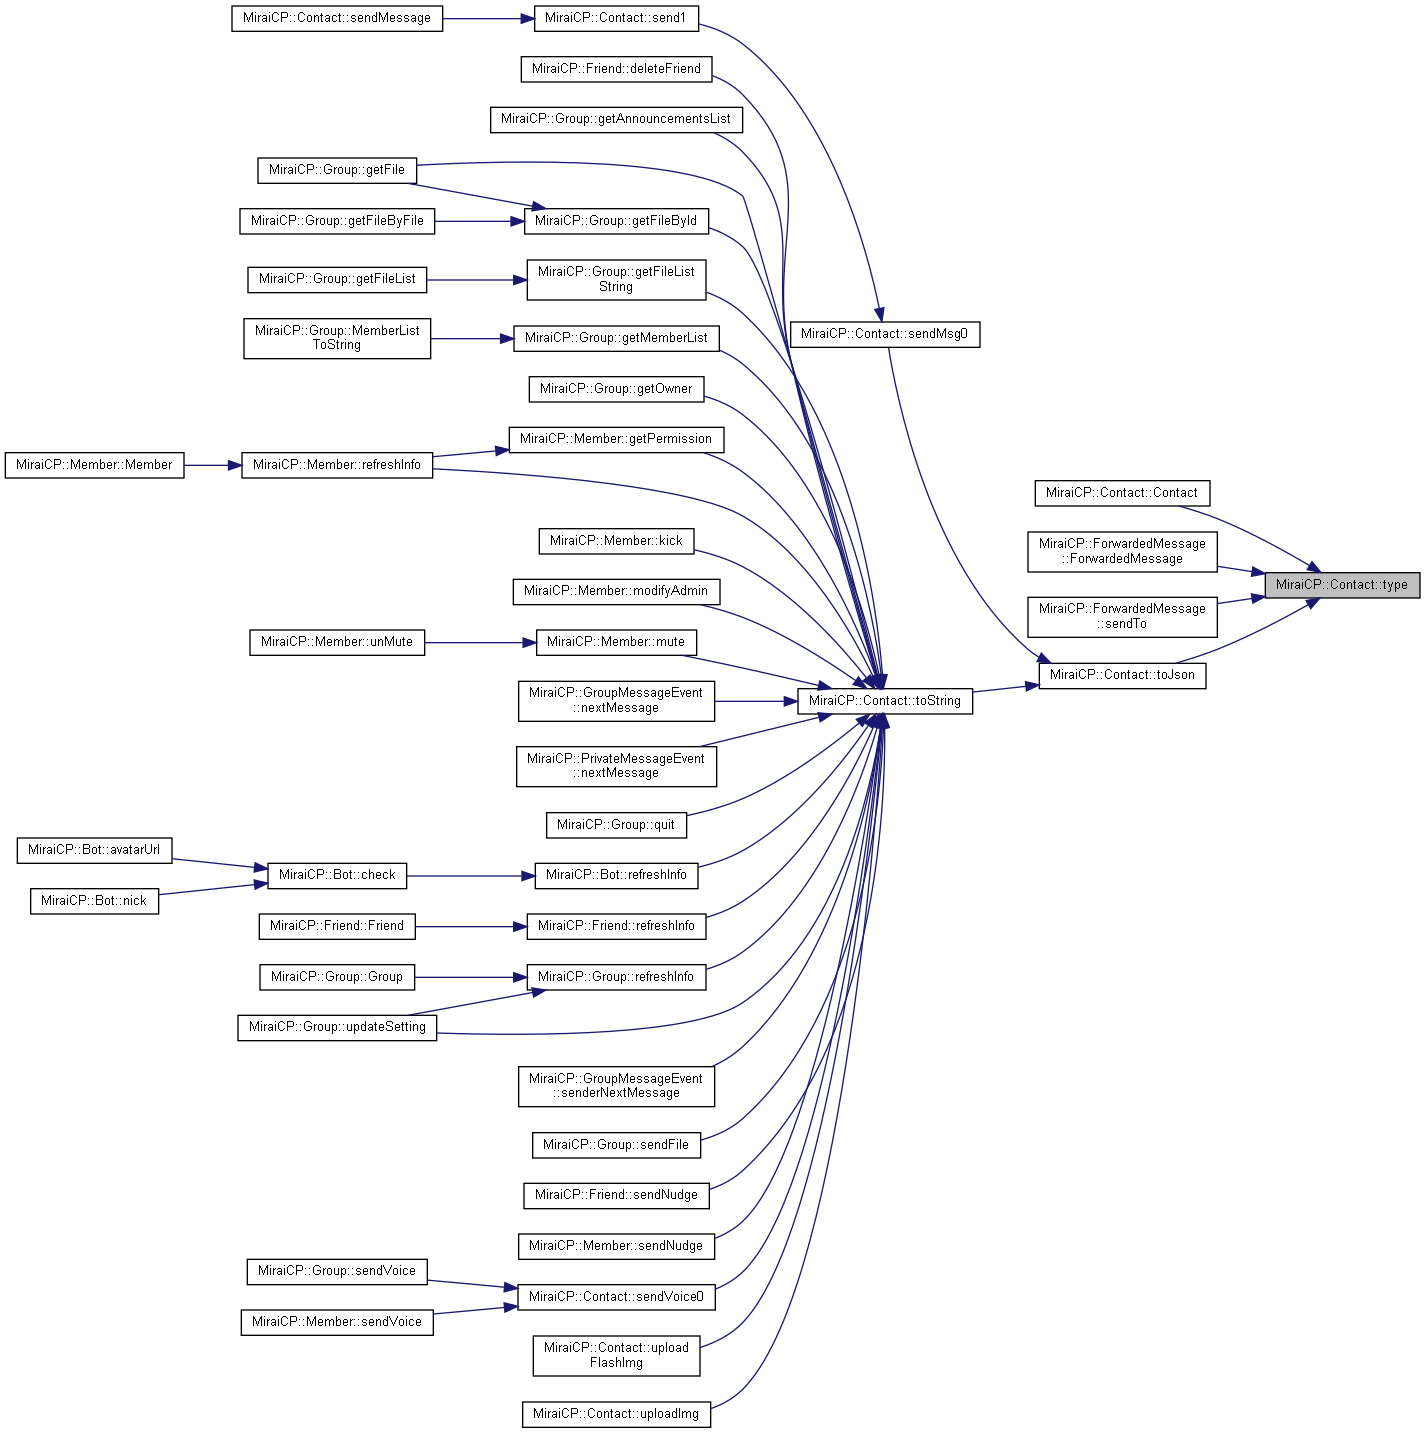 MiraiCP::Contact::sendMessage
MiraiCP::Contact::send1
MiraiCP::Friend::deleteFriend
MiraiCP::Group::getAnnouncementsList
MiraiCP::Group::getFile
MiraiCP::Group::getFileByFile
MiraiCP::Group::getFileById
MiraiCP::Group::getFileList
MiraiCP::Group::getFileList
String
MiraiCP::Group::MemberList
ToString
MiraiCP::Group::getMemberList
MiraiCP::Contact::sendMsg0
MiraiCP::Group::getOwner
MiraiCP::Member::getPermission
MiraiCP::Member::Member
MiraiCP::Member::refreshInfo
MiraiCP::Contact::Contact
MiraiCP::Member::kick
MiraiCP::ForwardedMessage
::ForwardedMessage
MiraiCP::Contact::type
MiraiCP::Member::modifyAdmin
MiraiCP::ForwardedMessage
::sendTo
MiraiCP::Member::unMute
MiraiCP::Member::mute
MiraiCP::Contact::toJson
MiraiCP::GroupMessageEvent
::nextMessage
MiraiCP::Contact::toString
MiraiCP::PrivateMessageEvent
::nextMessage
MiraiCP::Group::quit
MiraiCP::Bot::avatarUrl
MiraiCP::Bot::check
MiraiCP::Bot::refreshInfo
MiraiCP::Bot::nick
MiraiCP::Friend::Friend
MiraiCP::Friend::refreshInfo
MiraiCP::Group::Group
MiraiCP::Group::refreshInfo
MiraiCP::Group::updateSetting
MiraiCP::GroupMessageEvent
::senderNextMessage
MiraiCP::Group::sendFile
MiraiCP::Friend::sendNudge
MiraiCP::Member::sendNudge
MiraiCP::Group::sendVoice
MiraiCP::Contact::sendVoice0
MiraiCP::Member::sendVoice
MiraiCP::Contact::upload
FlashImg
MiraiCP::Contact::uploadImg